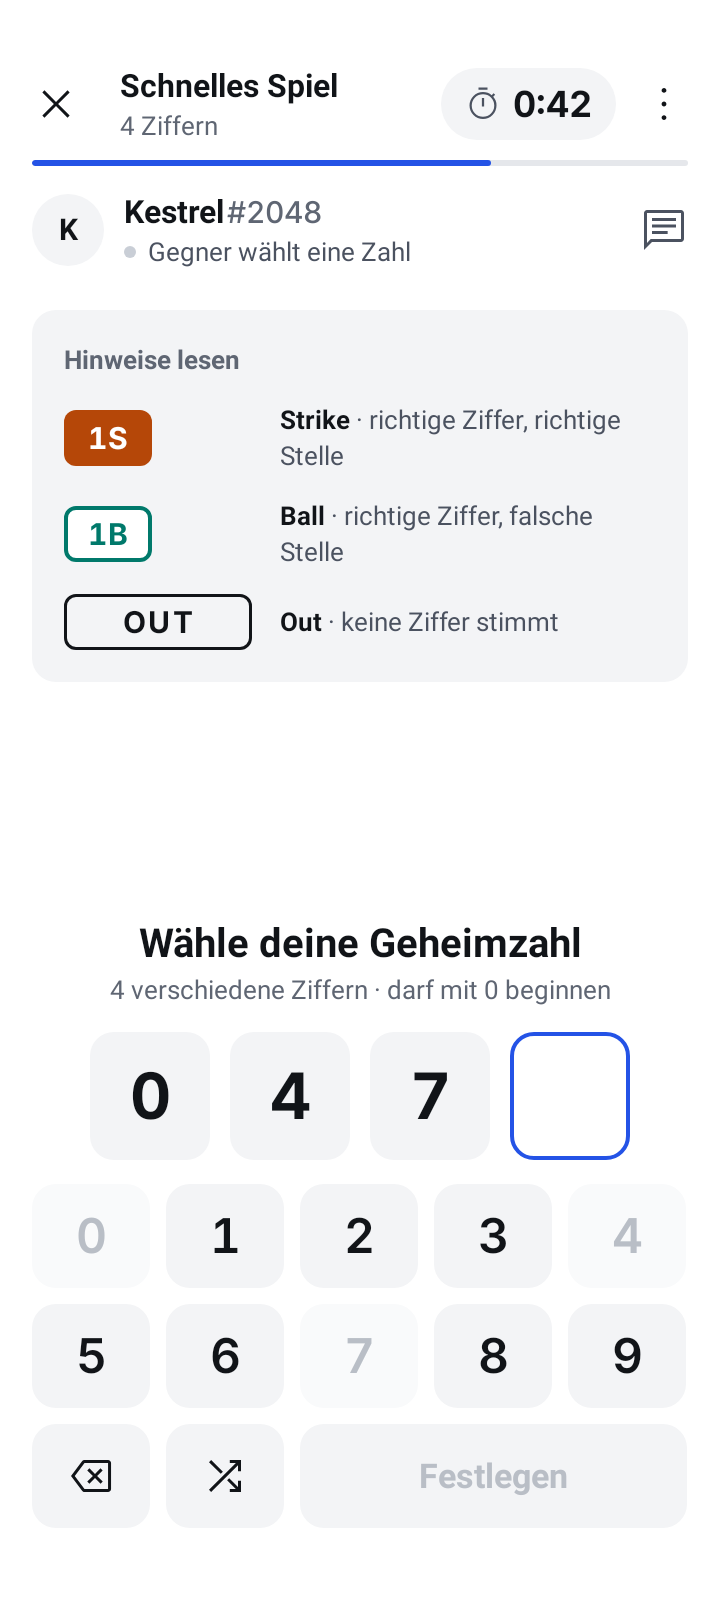 Schnelles Spiel
4 Ziffern
0:42
K
Kestrel#2048
Gegner wählt eine Zahl
Hinweise lesen
1S
Strike · richtige Ziffer, richtige
Stelle
1B
Ball · richtige Ziffer, falsche
Stelle
OUT
Out · keine Ziffer stimmt
Wähle deine Geheimzahl
4 verschiedene Ziffern · darf mit 0 beginnen
0 4 7
0 1 2 3 4
5 6 7 8 9
Festlegen